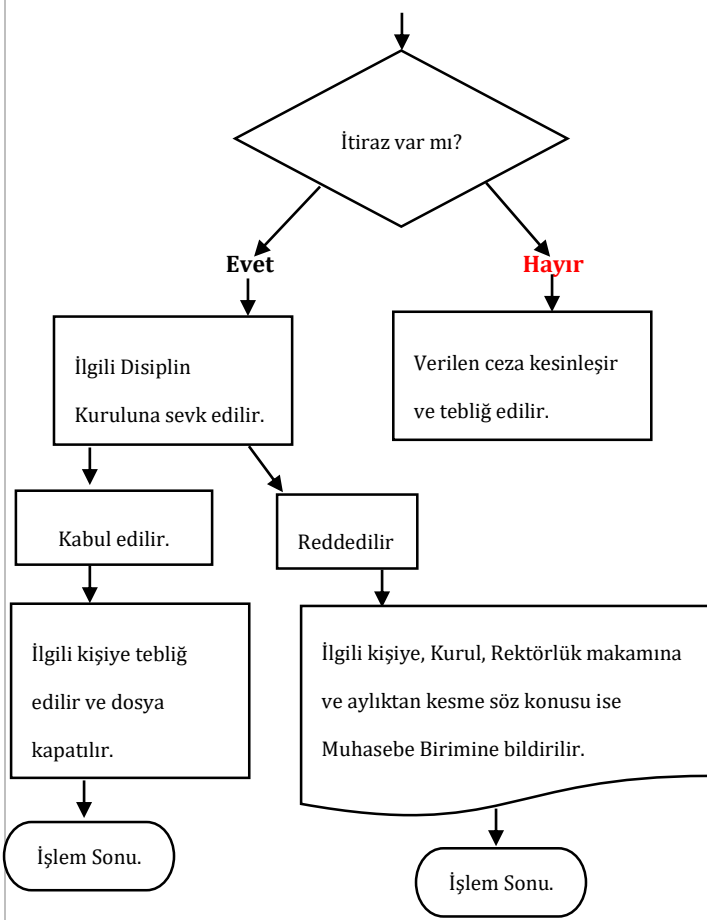 İtiraz var mı?
Evet
Hayır
İlgili Disiplin
Kuruluna sevk edilir.
Verilen ceza kesinleşir
ve tebliğ edilir.
Kabul edilir.
Reddedilir
İlgili kişiye tebliğ
edilir ve dosya
kapatılır.
İlgili kişiye, Kurul, Rektörlük makamına
ve aylıktan kesme söz konusu ise
Muhasebe Birimine bildirilir.
İşlem Sonu.
İşlem Sonu.